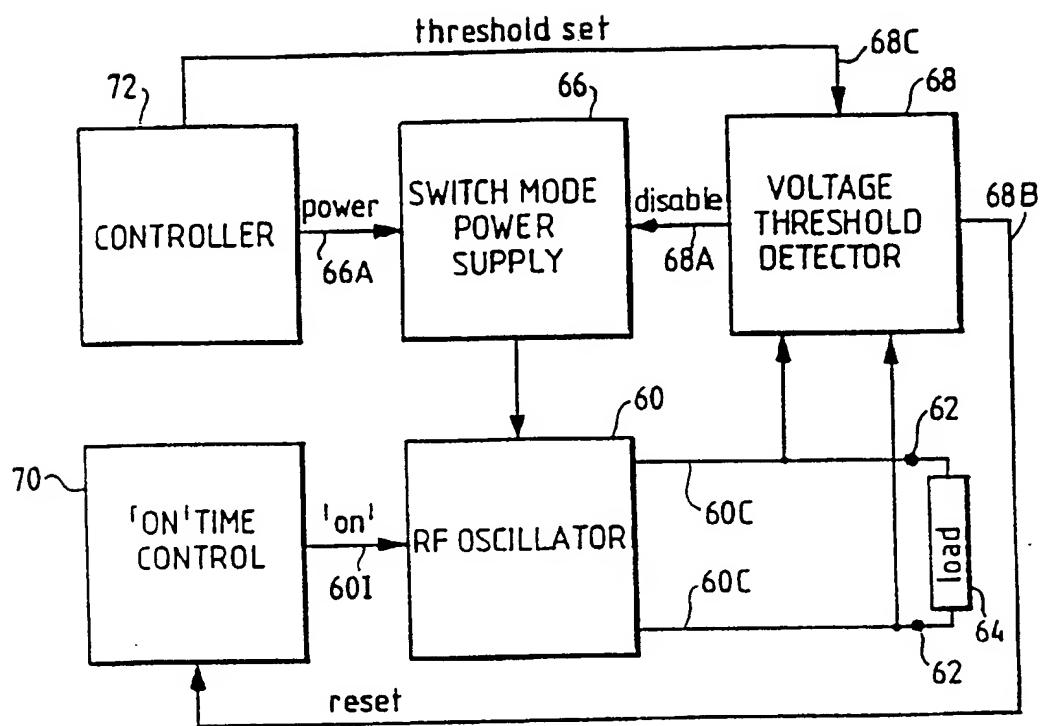 threshold set
68C
72
66
68
CONTROLLER
power
66A
SWITCH MODE
POWER
SUPPLY
disable
68A
VOLTAGE
THRESHOLD
DETECTOR
68B
60
62
70
'ON' TIME
CONTROL
'on'
60I
RF OSCILLATOR
60C
60C
load
64
62
reset